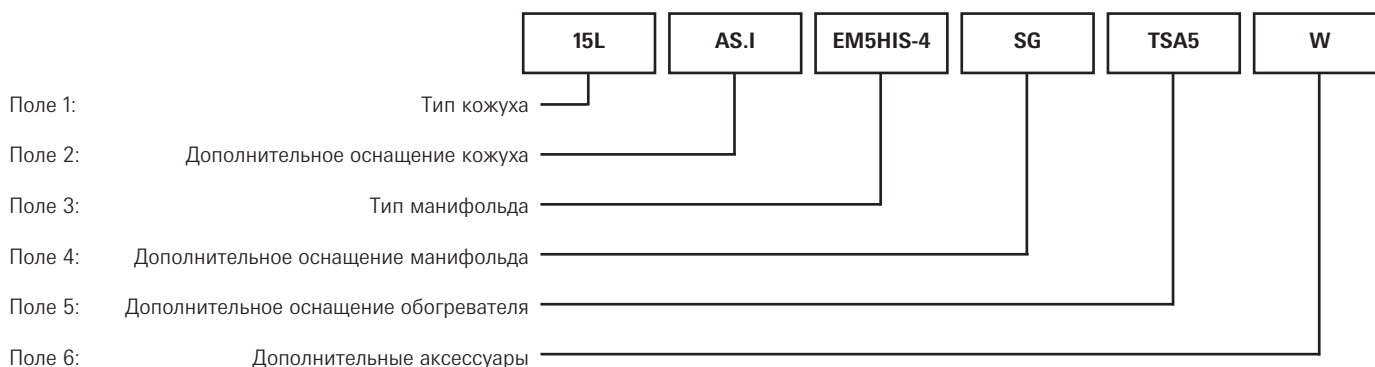 15L AS.I EM5HIS-4 SG TSA5 W
Поле 1: Тип кожуха
Поле 2: Дополнительное оснащение кожуха
Поле 3: Тип манифольда
Поле 4: Дополнительное оснащение манифольда
Поле 5: Дополнительное оснащение обогревателя
Поле 6: Дополнительные аксессуары